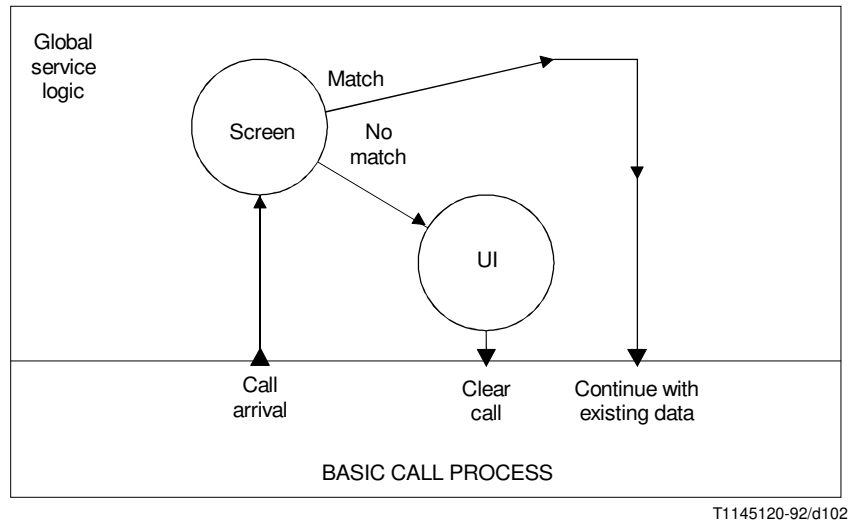 Global
service
logic
Match
Screen
No
match
UI
Call
arrival
Clear
call
Continue with
existing data
BASIC CALL PROCESS
T1145120-92/d102